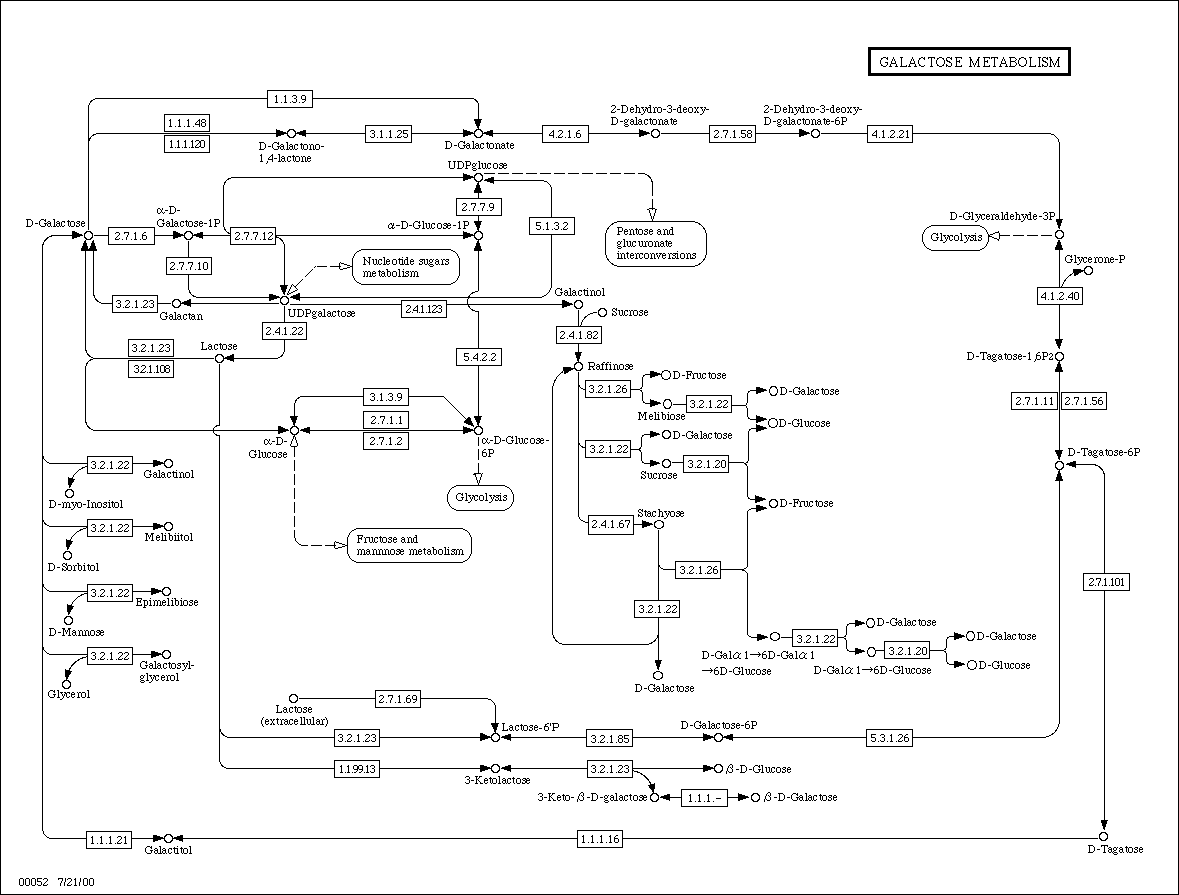 GALACTOSE METABOLISM
1.1.3.9
1.1.1.48
1.1.1.120
3.1.1.25
4.2.1.6
2.7.1.58
4.1.2.21
2-Dehydro-3-deoxy-
D-galactonate
2-Dehydro-3-deoxy-
D-galactonate-6P
D-Galactono-
1,4-lactone
D-Galactonate
UDPglucose
D-Galactose
α-D-
Galactose-1P
2.7.1.6
2.7.7.12
2.7.7.9
α-D-Glucose-1P
5.1.3.2
Pentose and
glucuronate
interconversions
D-Glyceraldehyde-3P
Glycolysis
Glycerone-P
4.1.2.40
2.7.7.10
Nucleotide sugars
metabolism
3.2.1.23
Galactan
UDPgalactose
2.4.1.123
Galactinol
Sucrose
2.4.1.22
2.4.1.82
Lactose
3.2.1.23
3.2.1.108
5.4.2.2
Raffinose
D-Tagatose-1,6P2
3.2.1.26
D-Fructose
Melibiose
3.2.1.22
D-Galactose
D-Glucose
2.7.1.11
2.7.1.56
3.1.3.9
2.7.1.1
2.7.1.2
α-D-
Glucose
α-D-Glucose-
6P
Glycolysis
3.2.1.22
D-Galactose
Sucrose
3.2.1.20
D-Fructose
D-Tagatose-6P
3.2.1.22
Galactinol
D-myo-Inositol
3.2.1.22
Melibiitol
D-Sorbitol
3.2.1.22
Epimelibiose
D-Mannose
3.2.1.22
Galactosyl-
glycerol
Glycerol
Fructose and
mannnose metabolism
Stachyose
2.4.1.67
3.2.1.26
3.2.1.22
D-Galactose
2.7.1.101
3.2.1.22
D-Galα1→6D-Galα1
→6D-Glucose
D-Galactose
D-Galα1→6D-Glucose
3.2.1.20
D-Galactose
D-Glucose
Lactose
(extracellular)
2.7.1.69
3.2.1.23
Lactose-6'P
3.2.1.85
D-Galactose-6P
5.3.1.26
1.1.99.13
3-Ketolactose
3.2.1.23
β-D-Glucose
3-Keto-β-D-galactose
1.1.1.–
β-D-Galactose
1.1.1.21
Galactitol
1.1.1.16
D-Tagatose
00052 7/21/00